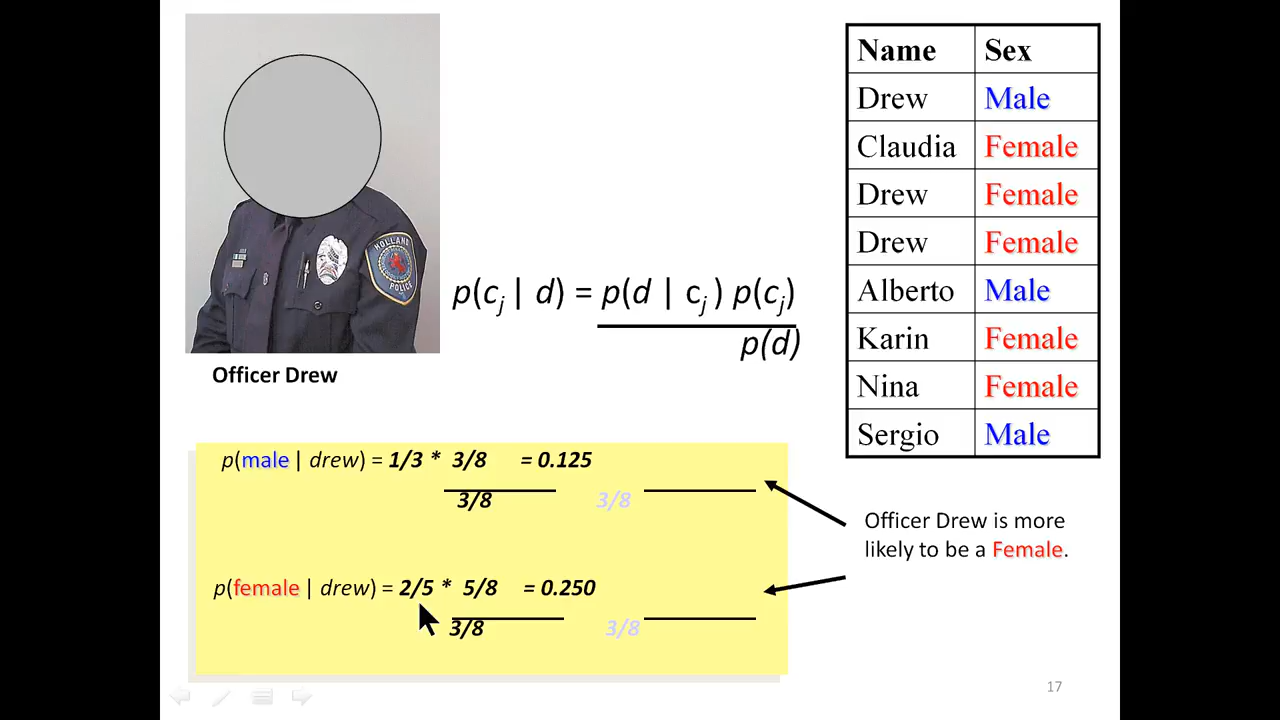 Name Sex
Drew Male
Claudia Female
Drew Female
Drew Female
Alberto Male
Karin Female
Nina Female
Sergio Male
HOLLAND
POLICE
p(cj | d) = p(d | cj ) p(cj)
p(d)
Officer Drew
p(male | drew) = 1/3 * 3/8 = 0.125
3/8 3/8
p(female | drew) = 2/5 * 5/8 = 0.250
3/8 3/8
Officer Drew is more
likely to be a Female.
17